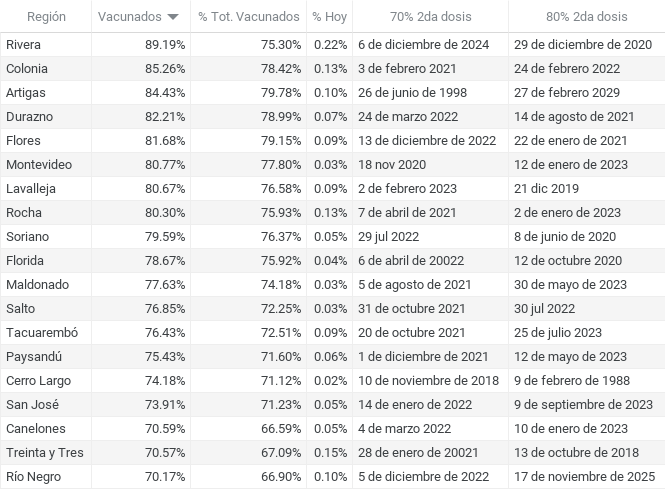 Región Vacunados % Tot. Vacunados % Hoy 70% 2da dosis 80% 2da dosis
Rivera 89.19% 75.30% 0.22% 6 de diciembre de 2024 29 de diciembre de 2020
Colonia 85.26% 78.42% 0.13% 3 de febrero 2021 24 de febrero 2022
Artigas 84.43% 79.78% 0.10% 26 de junio de 1998 27 de febrero 2029
Durazno 82.21% 78.99% 0.07% 24 de marzo 2022 14 de agosto de 2021
Flores 81.68% 79.15% 0.09% 13 de diciembre de 2022 22 de enero de 2021
Montevideo 80.77% 77.80% 0.03% 18 nov 2020 12 de enero de 2023
Lavalleja 80.67% 76.58% 0.09% 2 de febrero 2023 21 dic 2019
Rocha 80.30% 75.93% 0.13% 7 de abril de 2021 2 de enero de 2023
Soriano 79.59% 76.37% 0.05% 29 jul 2022 8 de junio de 2020
Florida 78.67% 75.92% 0.04% 6 de abril de 20022 12 de octubre 2020
Maldonado 77.63% 74.18% 0.03% 5 de agosto de 2021 30 de mayo de 2023
Salto 76.85% 72.25% 0.03% 31 de octubre 2021 30 jul 2022
Tacuarembó 76.43% 72.51% 0.09% 20 de octubre 2021 25 de julio 2023
Paysandú 75.43% 71.60% 0.06% 1 de diciembre de 2021 12 de mayo de 2023
Cerro Largo 74.18% 71.12% 0.02% 10 de noviembre de 2018 9 de febrero de 1988
San José 73.91% 71.23% 0.05% 14 de enero de 2022 9 de septiembre de 2023
Canelones 70.59% 66.59% 0.05% 4 de marzo 2022 10 de enero de 2023
Treinta y Tres 70.57% 67.09% 0.15% 28 de enero de 20021 13 de octubre de 2018
Río Negro 70.17% 66.90% 0.10% 5 de diciembre de 2022 17 de noviembre de 2025